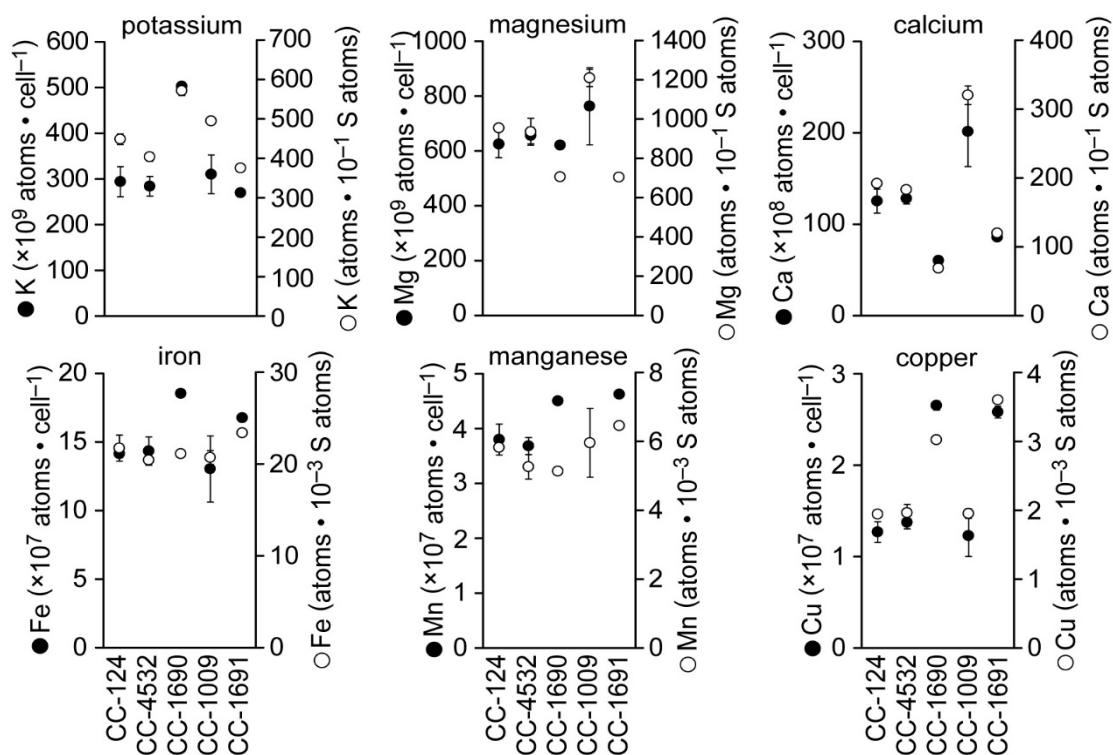 potassium
600
500
400
300
200
100
0
● K (×10⁹ atoms • cell⁻¹)
700
600
500
400
300
200
100
0
○ K (atoms • 10⁻¹ S atoms)
magnesium
1000
800
600
400
200
0
● Mg (×10⁹ atoms • cell⁻¹)
1400
1200
1000
800
600
400
200
0
○ Mg (atoms • 10⁻¹ S atoms)
calcium
300
200
100
0
● Ca (×10⁸ atoms • cell⁻¹)
400
300
200
100
0
○ Ca (atoms • 10⁻¹ S atoms)
iron
20
15
10
5
0
● Fe (×10⁷ atoms • cell⁻¹)
30
20
10
0
○ Fe (atoms • 10⁻³ S atoms)
CC-124
CC-4532
CC-1690
CC-1009
CC-1691
manganese
5
4
3
2
1
0
● Mn (×10⁷ atoms • cell⁻¹)
8
6
4
2
0
○ Mn (atoms • 10⁻³ S atoms)
CC-124
CC-4532
CC-1690
CC-1009
CC-1691
copper
3
2
1
0
● Cu (×10⁷ atoms • cell⁻¹)
4
3
2
1
0
○ Cu (atoms • 10⁻³ S atoms)
CC-124
CC-4532
CC-1690
CC-1009
CC-1691